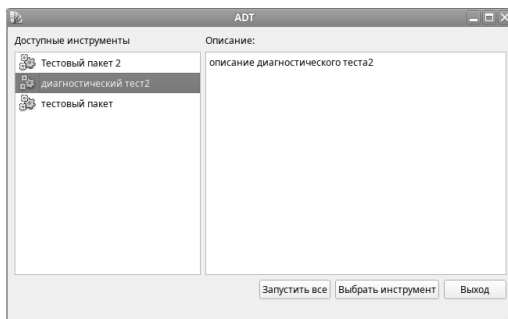 ADT
Доступные инструменты
Описание:
Тестовый пакет 2
диагностический тест2
тестовый пакет
описание диагностического теста2
Запустить все
Выбрать инструмент
Выход